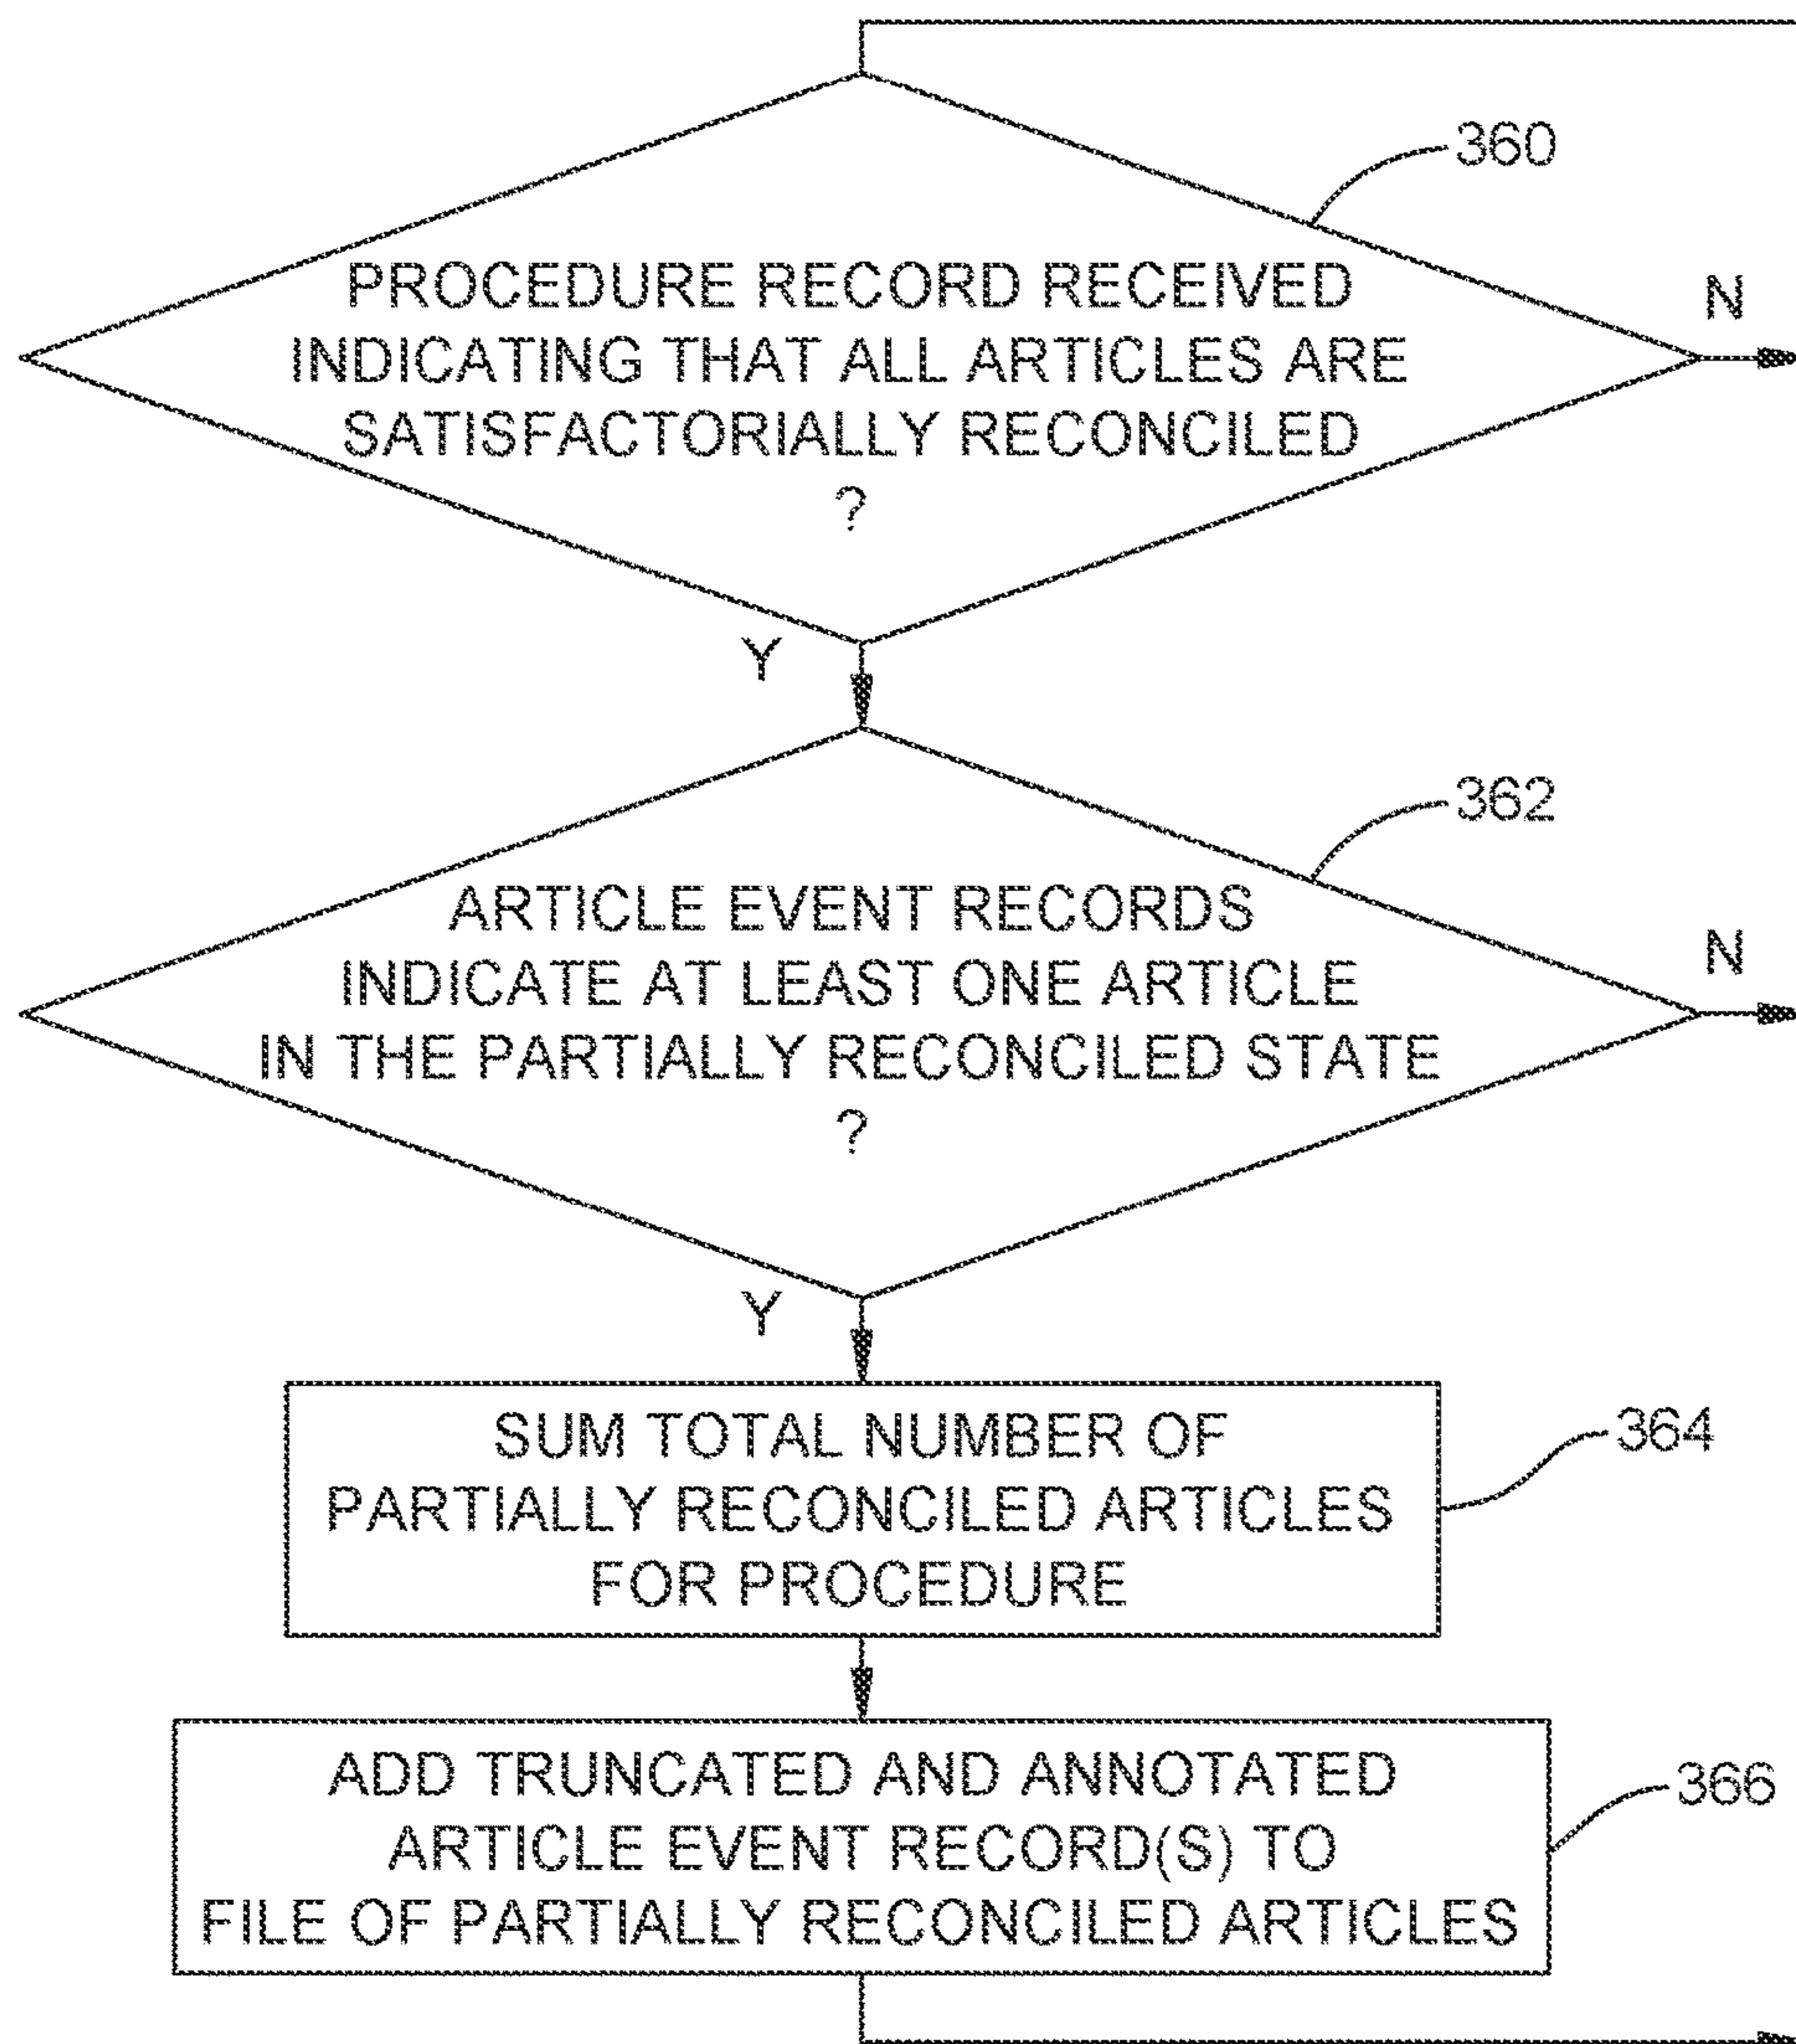 360
PROCEDURE RECORD RECEIVED
INDICATING THAT ALL ARTICLES ARE
SATISFACTORIALLY RECONCILED
?
N
Y
362
ARTICLE EVENT RECORDS
INDICATE AT LEAST ONE ARTICLE
IN THE PARTIALLY RECONCILED STATE
?
N
Y
SUM TOTAL NUMBER OF
PARTIALLY RECONCILED ARTICLES
FOR PROCEDURE
364
ADD TRUNCATED AND ANNOTATED
ARTICLE EVENT RECORD(S) TO
FILE OF PARTIALLY RECONCILED ARTICLES
366